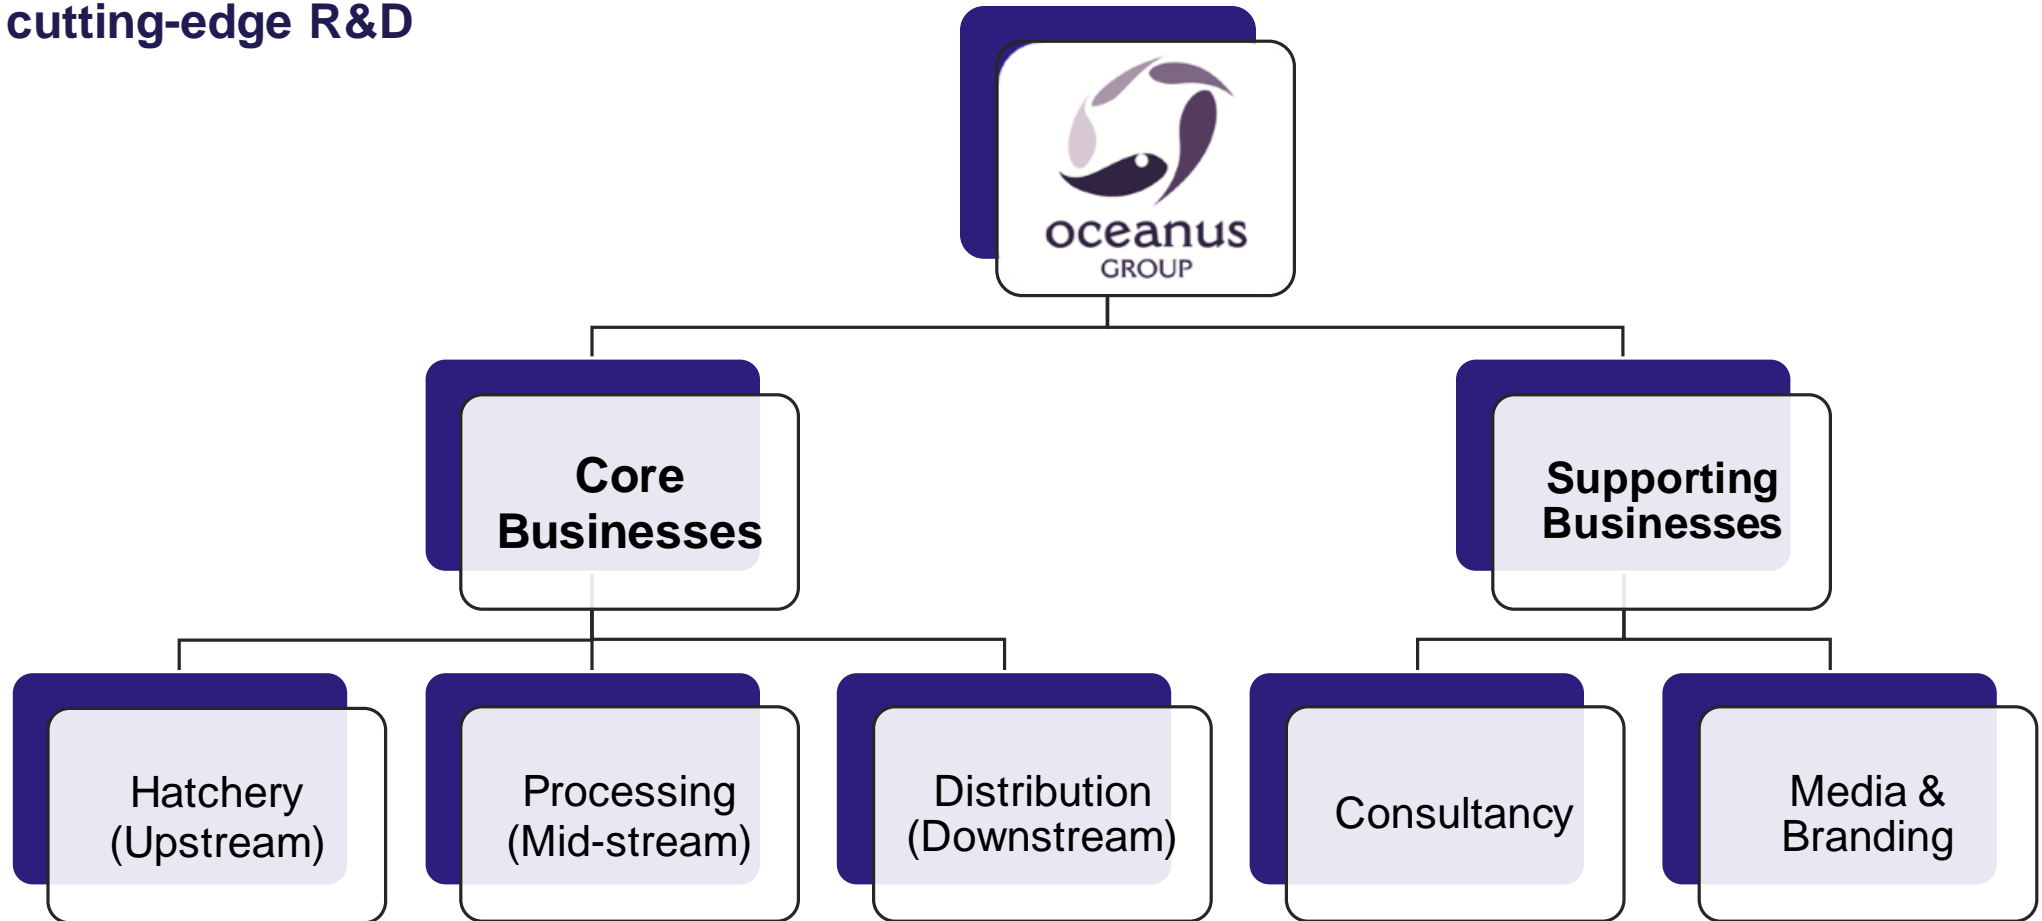 cutting-edge R&D
oceanus
GROUP
Core
Businesses
Supporting
Businesses
Hatchery
(Upstream)
Processing
(Mid-stream)
Distribution
(Downstream)
Consultancy
Media &
Branding